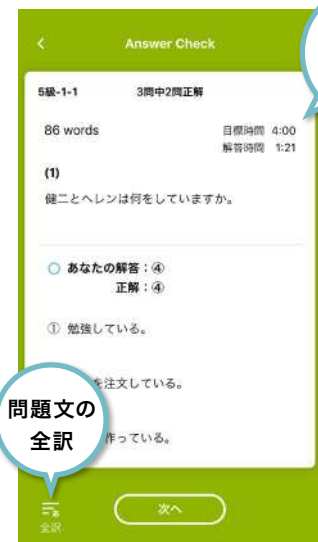 Answer Check
5級-1-1 3問中2問正解
86 words
目標時間 4:00
解答時間 1:21
(1)
健二とヘレンは何をしていますか。
あなたの解答：④
正解：④
① 勉強している。
を注文している。
作っている。
問題文の
全訳
次へ
全訳